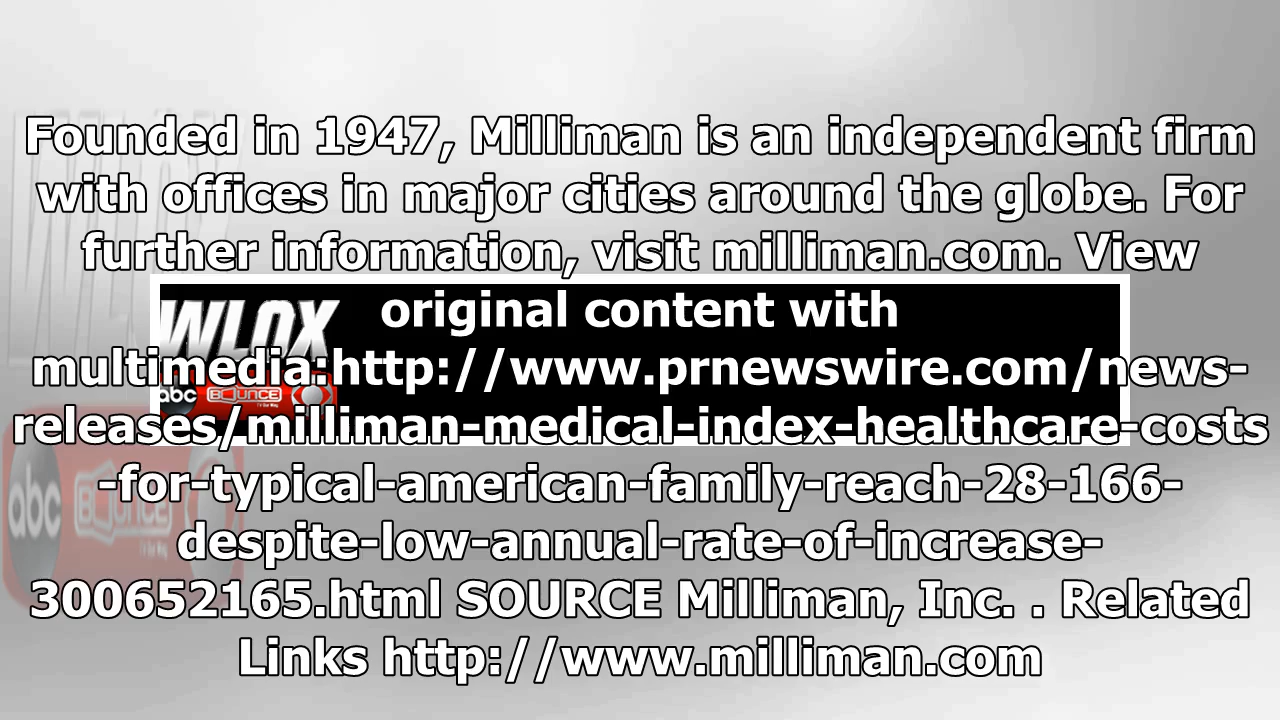 Founded in 1947, Milliman is an independent firm
with offices in major cities around the globe. For
further information, visit milliman.com. View
original content with
multimedia:http://www.prnewswire.com/news-
releases/milliman-medical-index-healthcare-costs
-for-typical-american-family-reach-28-166-
despite-low-annual-rate-of-increase-
300652165.html SOURCE Milliman, Inc. . Related
Links http://www.milliman.com
WLOX
abc BOUNCE
abc BOUNCE